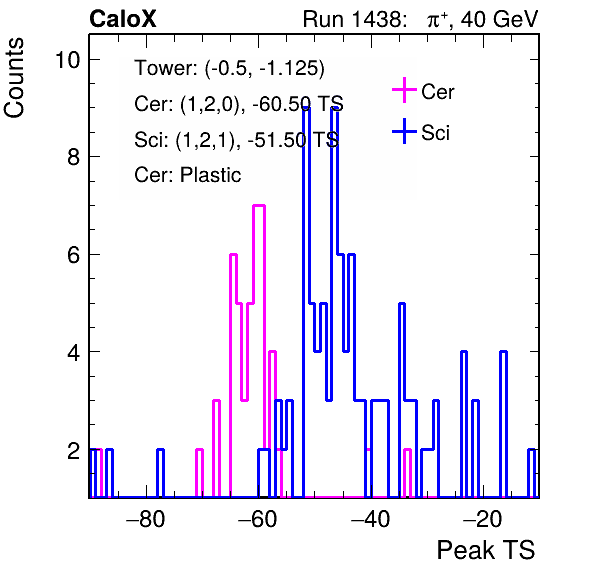 CaloX Run 1438: π+, 40 GeV
Counts
Tower: (-0.5, -1.125)
Cer: (1,2,0), -60.50 TS
Sci: (1,2,1), -51.50 TS
Cer: Plastic
Cer
Sci
10
8
6
4
2
−80 −60 −40 −20
Peak TS